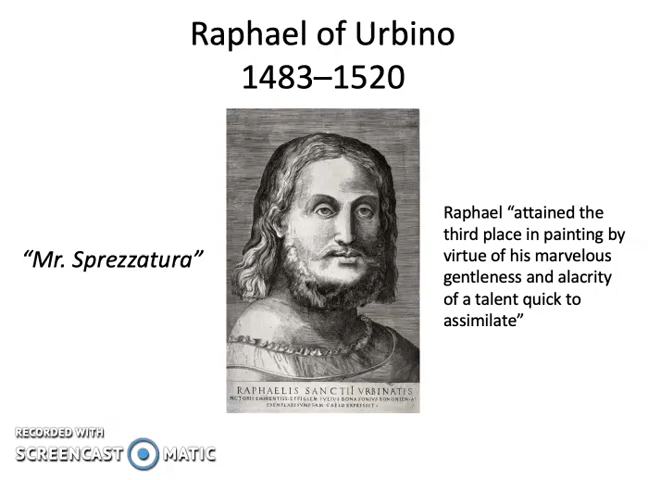 Raphael of Urbino
1483–1520
“Mr. Sprezzatura”
Raphael “attained the
third place in painting by
virtue of his marvelous
gentleness and alacrity
of a talent quick to
assimilate”
RAPHAELIS SANCTII VRBINATIS
RECORDED WITH
SCREENCAST MATIC